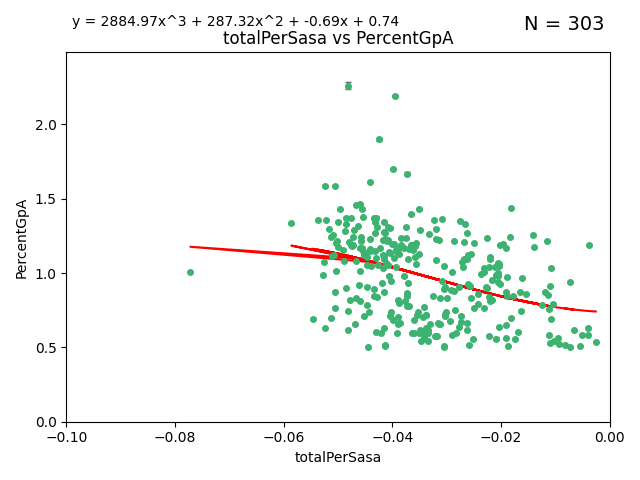 y = 2884.97x^3 + 287.32x^2 + -0.69x + 0.74
N = 303
totalPerSasa vs PercentGpA
PercentGpA
2.0
1.5
1.0
0.5
0.0
−0.10 −0.08 −0.06 −0.04 −0.02 0.00
totalPerSasa